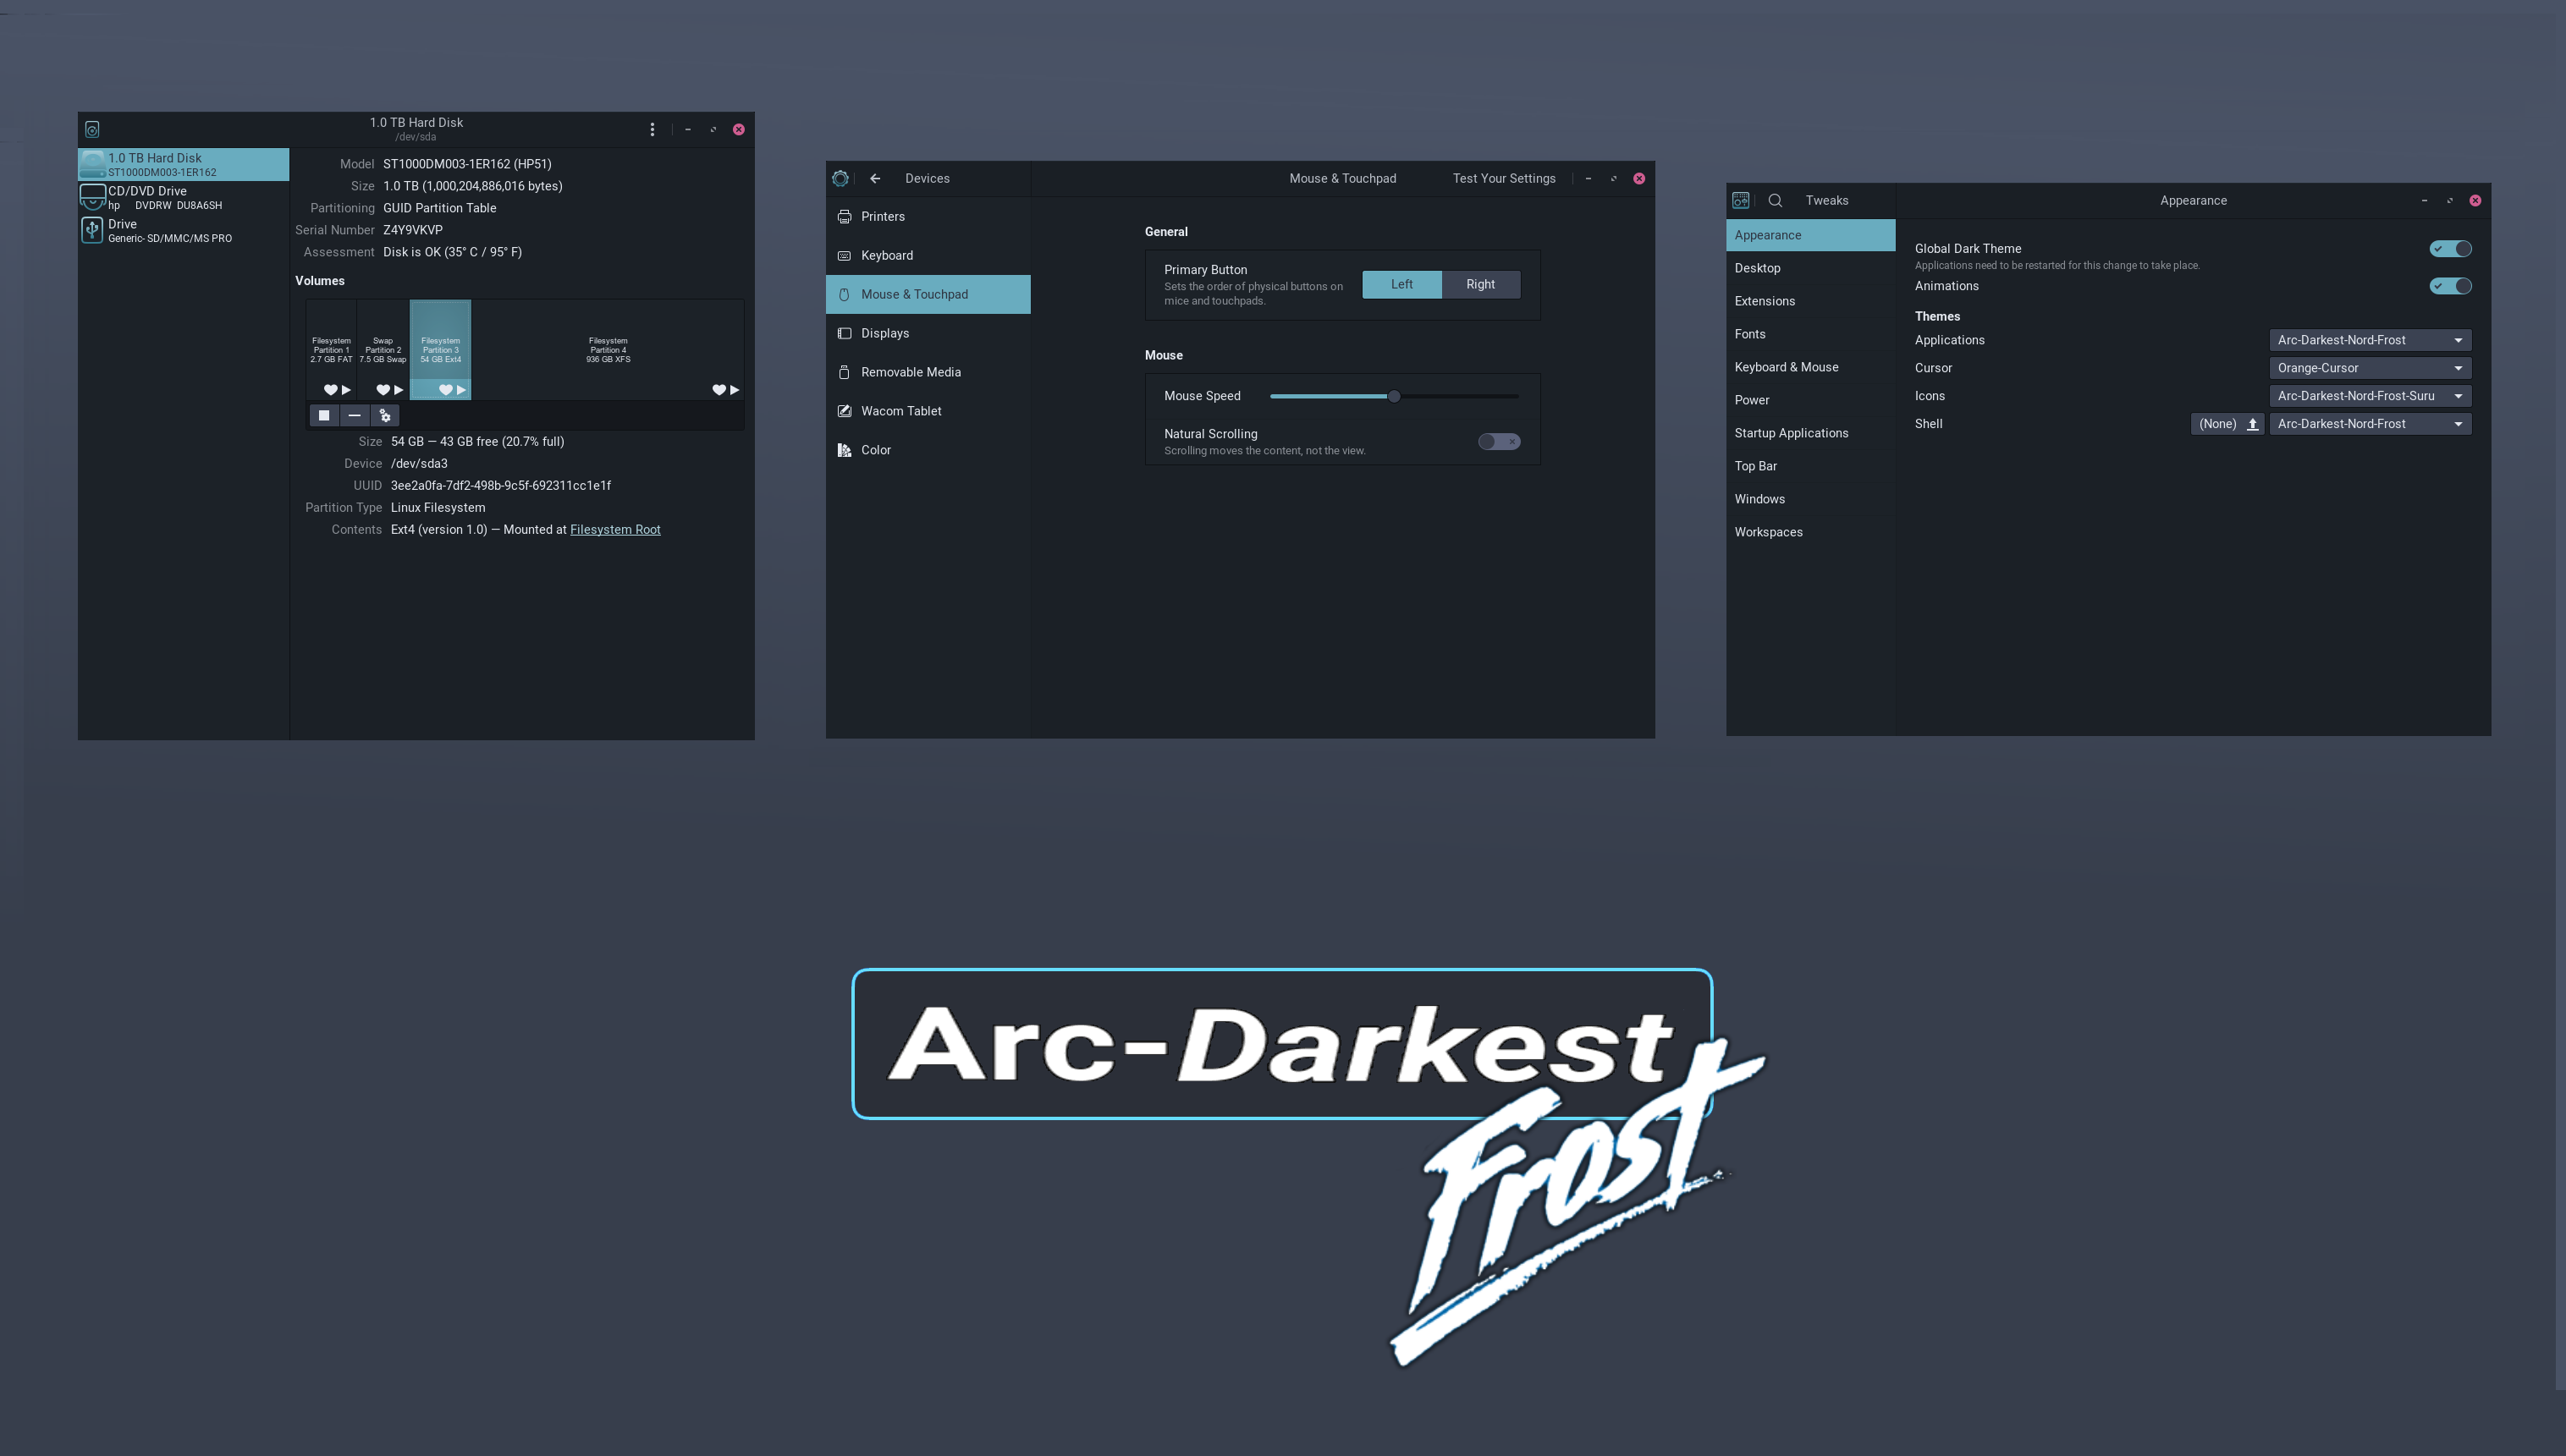 1.0 TB Hard Disk
/dev/sda
1.0 TB Hard Disk
ST1000DM003-1ER162
CD/DVD Drive
hp DVDRW DU8A6SH
Drive
Generic- SD/MMC/MS PRO
Model ST1000DM003-1ER162 (HP51)
Size 1.0 TB (1,000,204,886,016 bytes)
Partitioning GUID Partition Table
Serial Number Z4Y9VKVP
Assessment Disk is OK (35° C / 95° F)
Volumes
Filesystem
Partition 1
2.7 GB FAT
Swap
Partition 2
7.5 GB Swap
Filesystem
Partition 3
54 GB Ext4
Filesystem
Partition 4
936 GB XFS
Size 54 GB — 43 GB free (20.7% full)
Device /dev/sda3
UUID 3ee2a0fa-7df2-498b-9c5f-692311cc1e1f
Partition Type Linux Filesystem
Contents Ext4 (version 1.0) — Mounted at Filesystem Root
Devices
Mouse & Touchpad
Test Your Settings
Printers
Keyboard
Mouse & Touchpad
Displays
Removable Media
Wacom Tablet
Color
General
Primary Button
Sets the order of physical buttons on
mice and touchpads.
Left Right
Mouse
Mouse Speed
Natural Scrolling
Scrolling moves the content, not the view.
Tweaks
Appearance
Appearance
Desktop
Extensions
Fonts
Keyboard & Mouse
Power
Startup Applications
Top Bar
Windows
Workspaces
Global Dark Theme
Applications need to be restarted for this change to take place.
Animations
Themes
Applications Arc-Darkest-Nord-Frost
Cursor Orange-Cursor
Icons Arc-Darkest-Nord-Frost-Suru
Shell (None) Arc-Darkest-Nord-Frost
Arc-Darkest
Frost